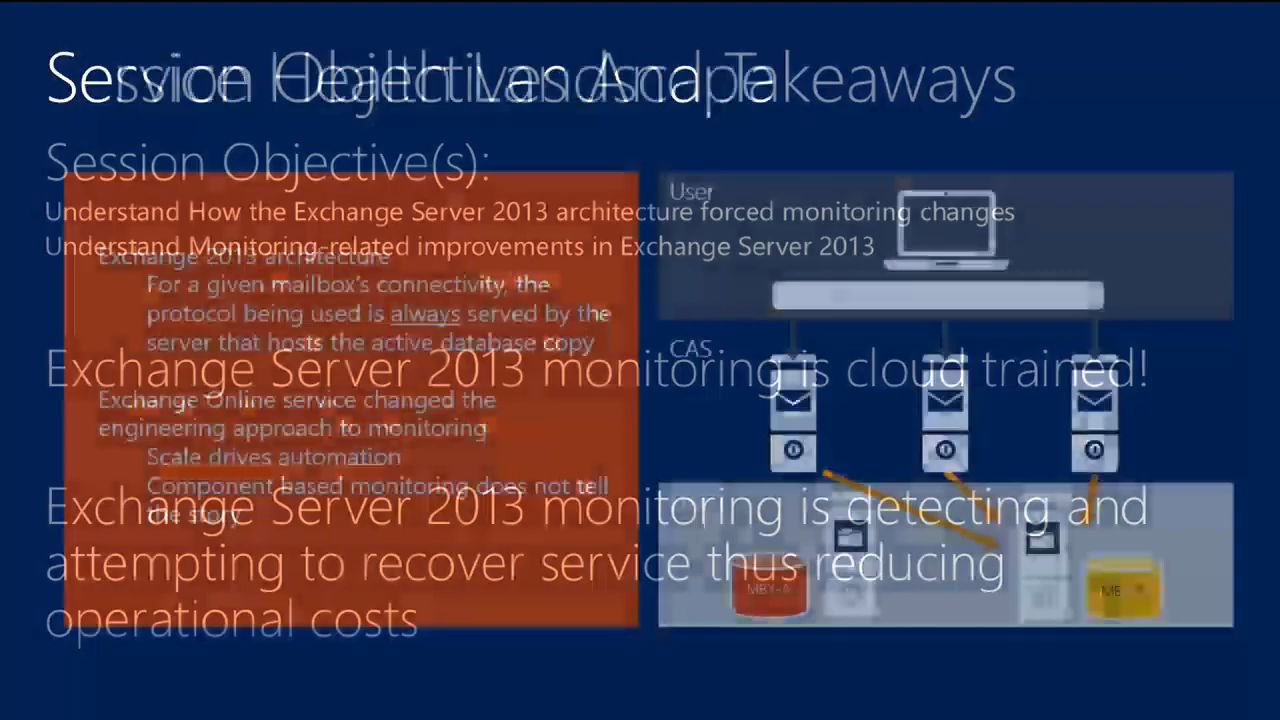 Session Objectives And Takeaways
Service Health Landscape
Session Objective(s):
Understand How the Exchange Server 2013 architecture forced monitoring changes
Understand Monitoring-related improvements in Exchange Server 2013
Exchange Server 2013 monitoring is cloud trained!
Exchange Server 2013 monitoring is detecting and
attempting to recover service thus reducing
operational costs
Exchange 2013 architecture
For a given mailbox's connectivity, the
protocol being used is always served by the
server that hosts the active database copy
Exchange Online service changed the
engineering approach to monitoring
Scale drives automation
Component based monitoring does not tell
the story
User
CAS
MBX-A